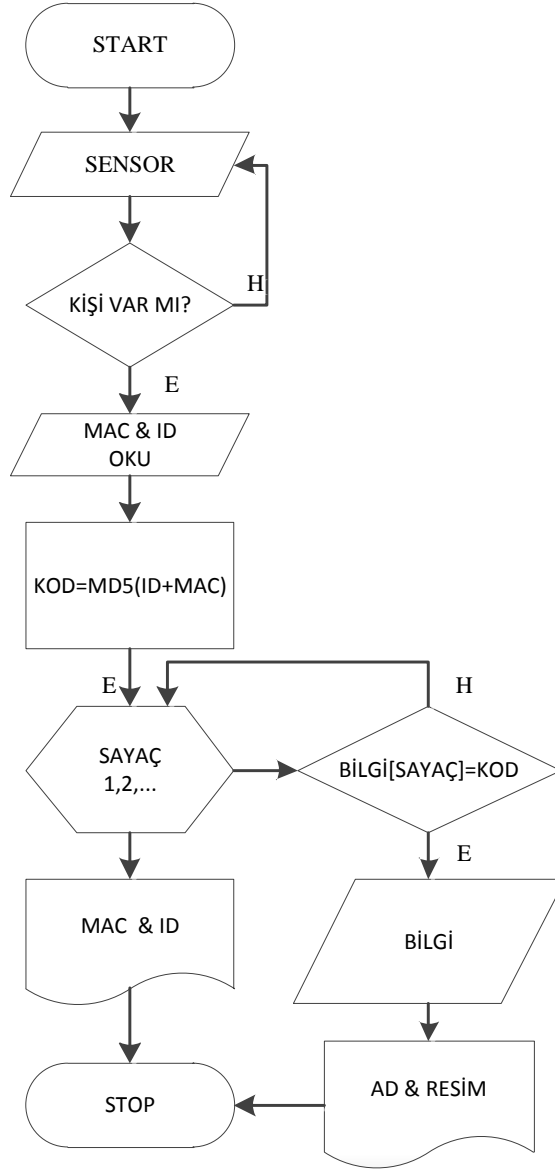 START
SENSOR
KİŞİ VAR MI?
H
E
MAC & ID
OKU
KOD=MD5(ID+MAC)
E
H
SAYAÇ
1,2,...
BİLGİ[SAYAÇ]=KOD
E
MAC & ID
BİLGİ
AD & RESİM
STOP